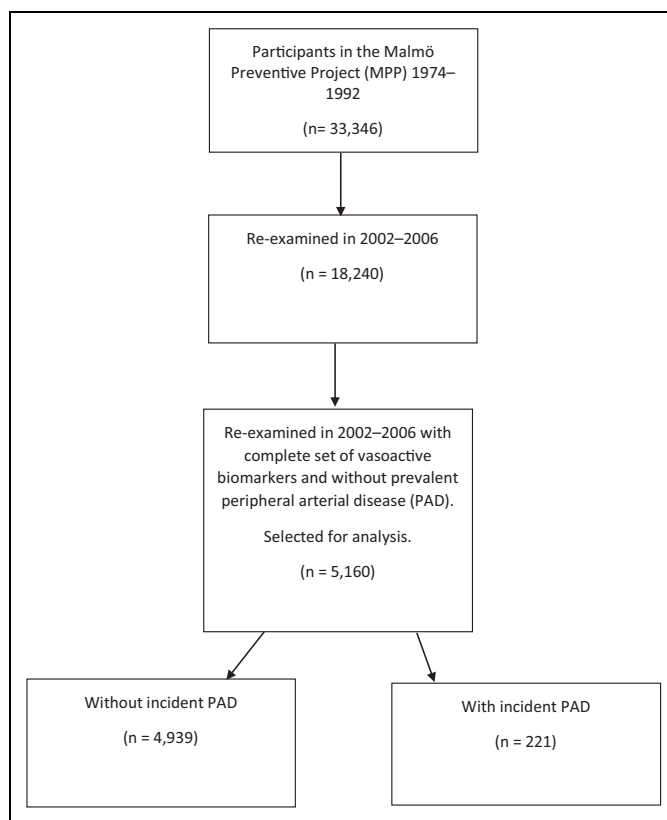 Participants in the Malmö
Preventive Project (MPP) 1974–
1992
(n= 33,346)
Re-examined in 2002–2006
(n = 18,240)
Re-examined in 2002–2006 with
complete set of vasoactive
biomarkers and without prevalent
peripheral arterial disease (PAD).
Selected for analysis.
(n = 5,160)
Without incident PAD
(n = 4,939)
With incident PAD
(n = 221)